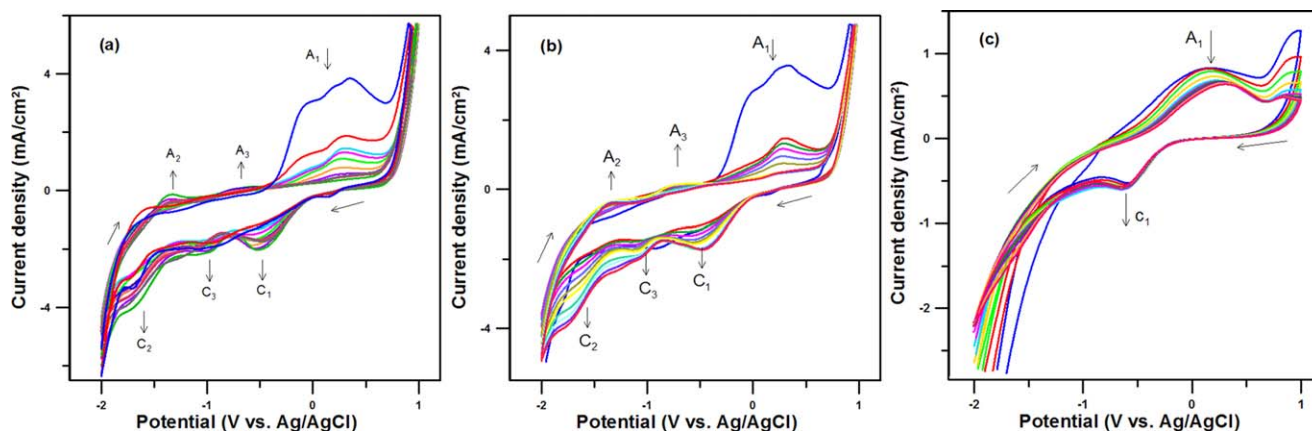 (a)
A₁
A₂
A₃
C₃
C₁
C₂
4
0
-4
-2
-1
0
1
Current density (mA/cm²)
Potential (V vs. Ag/AgCl)
(b)
A₁
A₃
A₂
C₃
C₁
C₂
4
0
-4
-2
-1
0
1
Current density (mA/cm²)
Potential (V vs. Ag/AgCl)
(c)
A₁
c₁
1
0
-1
-2
-2
-1
0
1
Current density (mA/cm²)
Potential (V vs. Ag/AgCl)